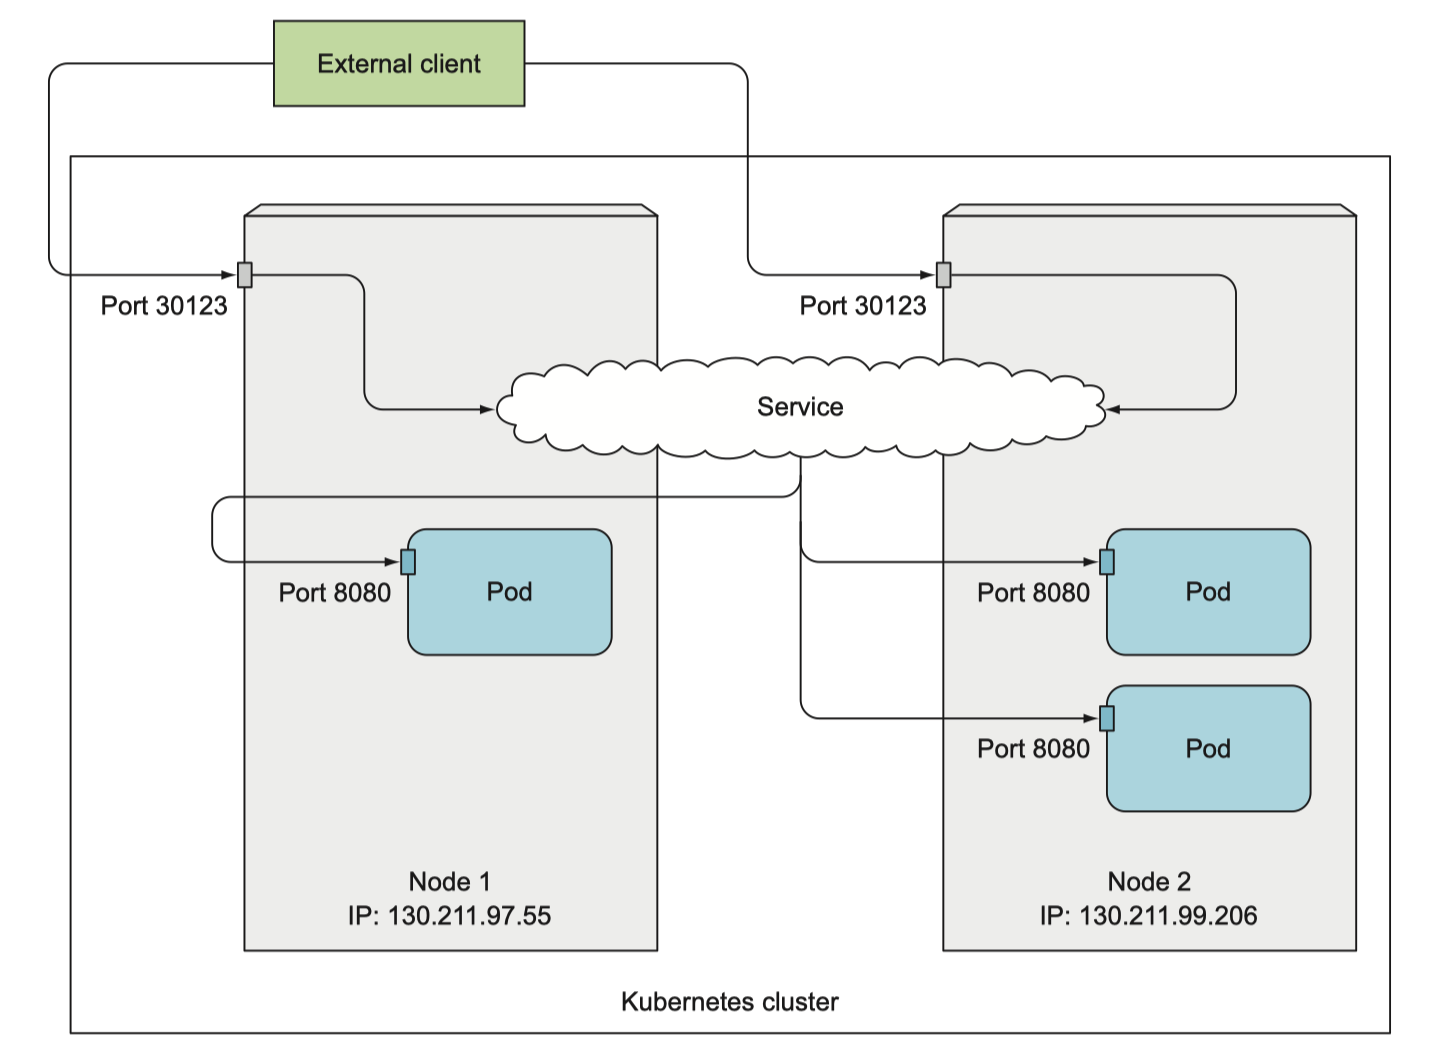 External client
Port 30123
Port 30123
Service
Port 8080
Pod
Port 8080
Pod
Port 8080
Pod
Node 1
IP: 130.211.97.55
Node 2
IP: 130.211.99.206
Kubernetes cluster